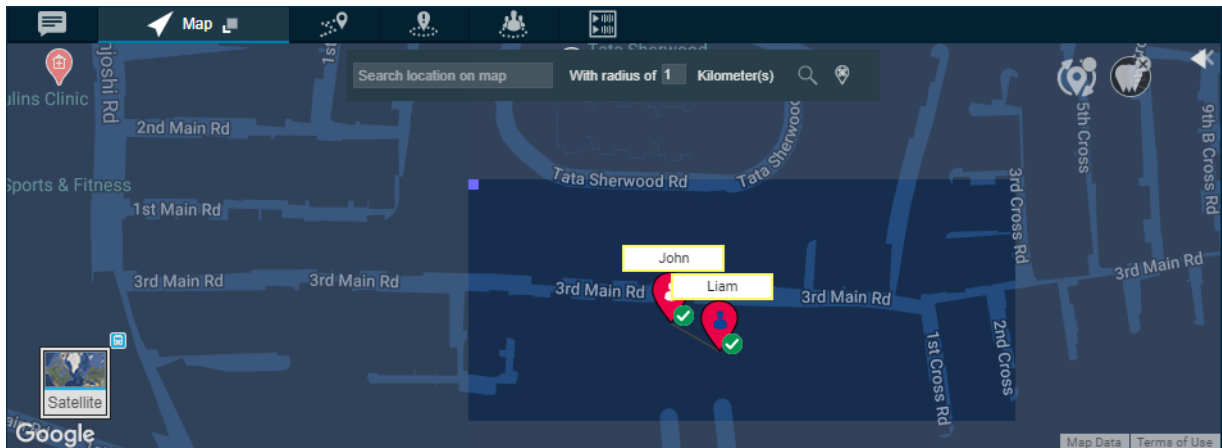 Map
Tata Sherwood
Search location on map
With radius of 1 Kilometer(s)
ulins Clinic
njoshi Rd
2nd Main Rd
5th Cross
9th B Cross Rd
Sports & Fitness
Tata Sherwood Rd
Tata Sherwood
3rd Cross Rd
1st Main Rd
John
3rd Main Rd
3rd Main Rd
3rd Main Rd
Liam
3rd Main Rd
3rd Main Rd
1st Cross Rd
2nd Cross
Satellite
Google
Map Data
Terms of Use